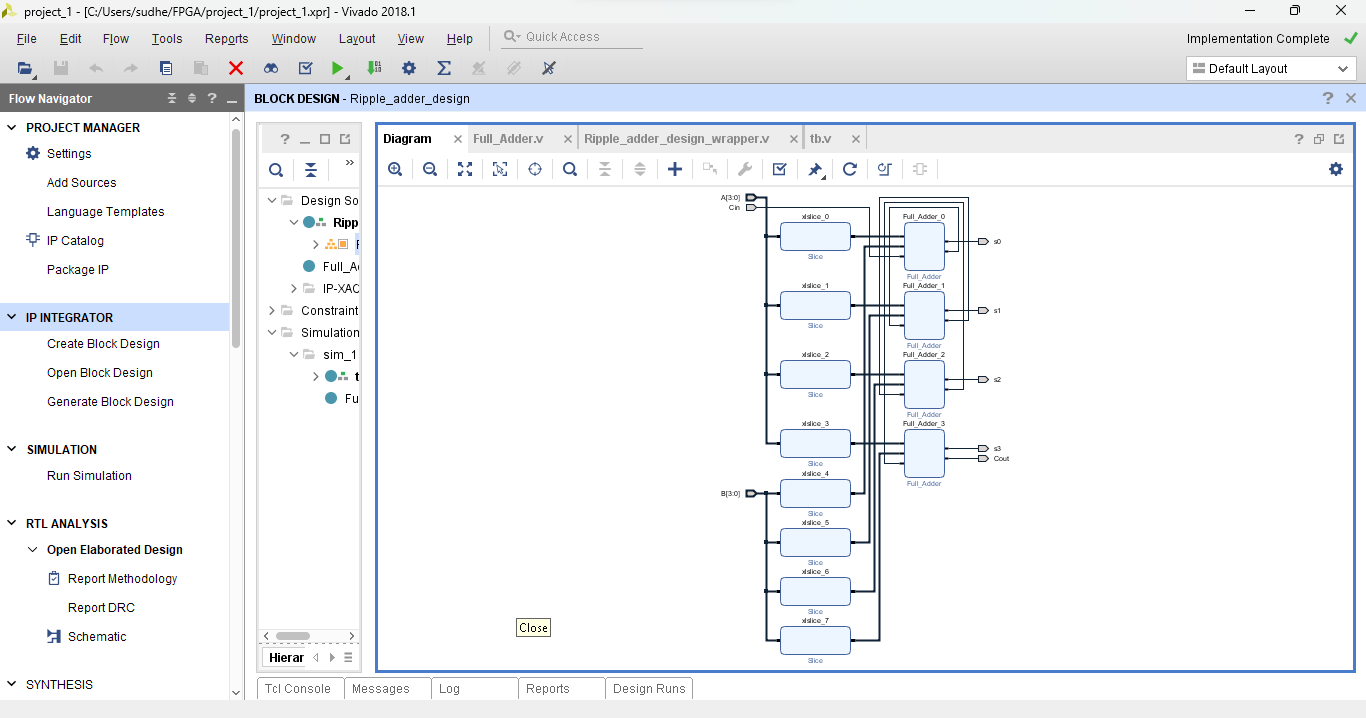 project_1 - [C:/Users/sudhe/FPGA/project_1/project_1.xpr] - Vivado 2018.1
File Edit Flow Tools Reports Window Layout View Help Quick Access
Implementation Complete
Default Layout
Flow Navigator
PROJECT MANAGER
Settings
Add Sources
Language Templates
IP Catalog
Package IP
IP INTEGRATOR
Create Block Design
Open Block Design
Generate Block Design
SIMULATION
Run Simulation
RTL ANALYSIS
Open Elaborated Design
Report Methodology
Report DRC
Schematic
SYNTHESIS
BLOCK DESIGN - Ripple_adder_design
Design So
Ripp
Full_A
IP-XAC
Constraint
Simulation
sim_1
t
Fu
Hierar
Diagram Full_Adder.v Ripple_adder_design_wrapper.v tb.v
A[3:0]
Cin
xlslice_0
Slice
xlslice_1
Slice
xlslice_2
Slice
xlslice_3
Slice
xlslice_4
Slice
B[3:0]
xlslice_5
Slice
xlslice_6
Slice
xlslice_7
Slice
Full_Adder_0
s0
Full_Adder
Full_Adder_1
s1
Full_Adder
Full_Adder_2
s2
Full_Adder
Full_Adder_3
s3
Cout
Full_Adder
Close
Tcl Console Messages Log Reports Design Runs